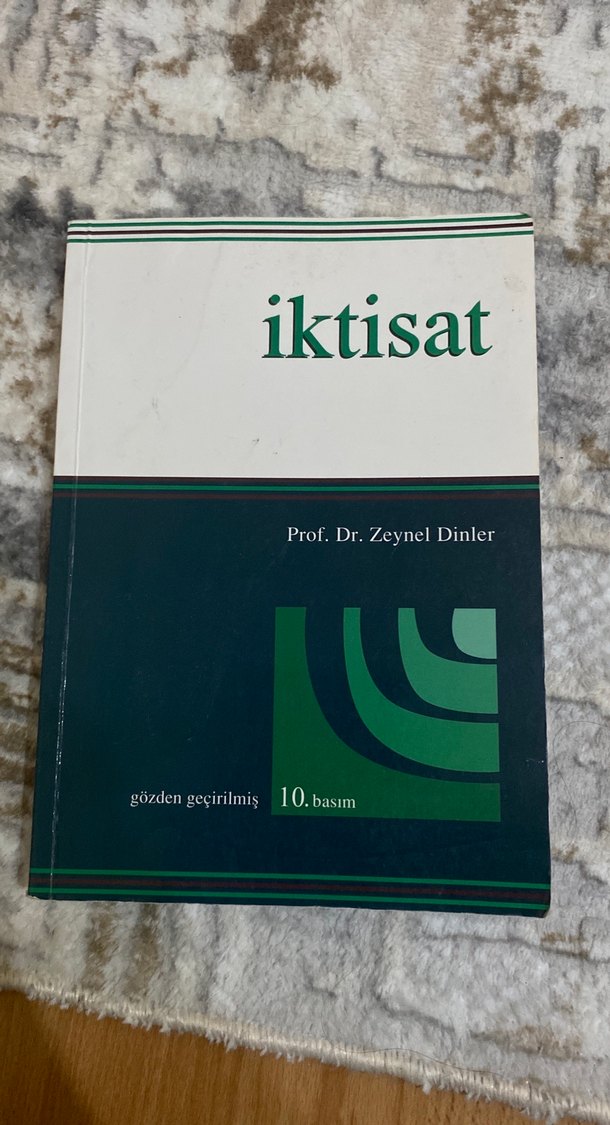 iktisat
Prof. Dr. Zeynel Dinler
gözden geçirilmiş 10. basım